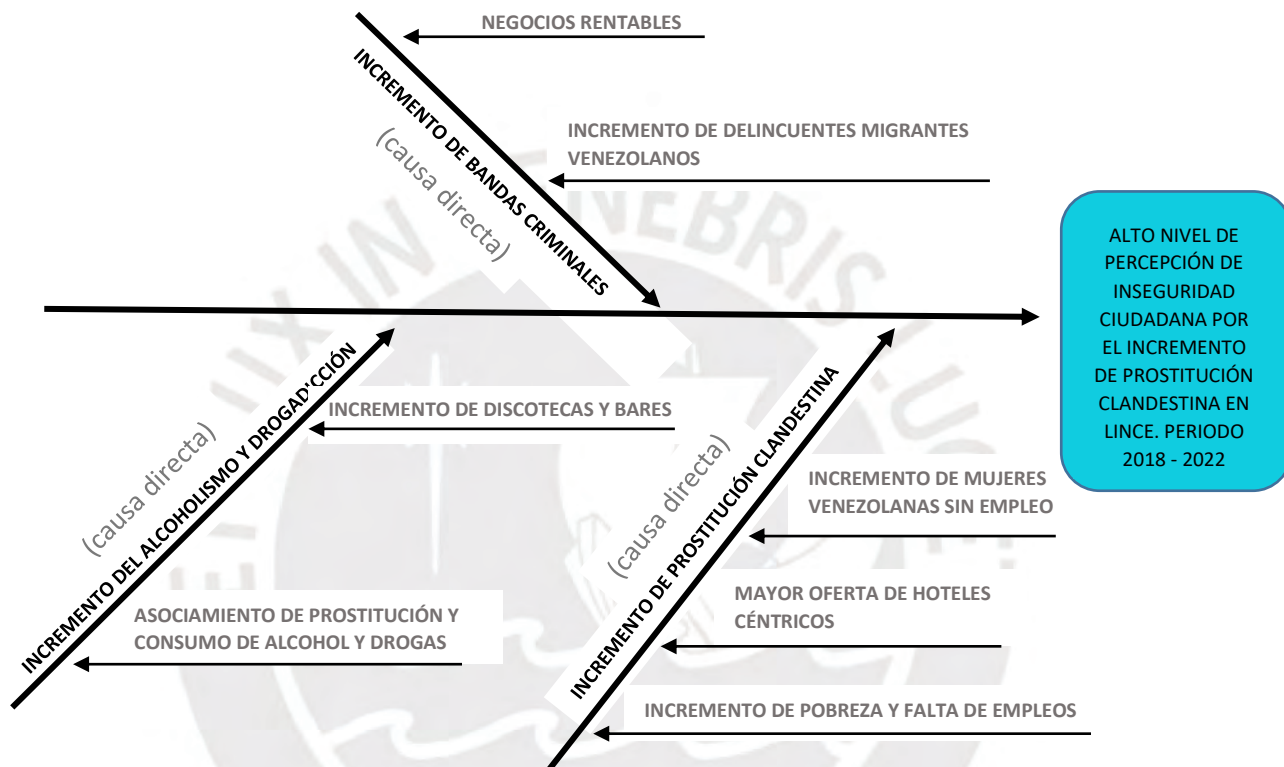 NEGOCIOS RENTABLES
INCREMENTO DE BANDAS CRIMINALES
(causa directa)
INCREMENTO DE DELINCUENTES MIGRANTES
VENEZOLANOS
ALTO NIVEL DE
PERCEPCIÓN DE
INSEGURIDAD
CIUDADANA POR
EL INCREMENTO
DE PROSTITUCIÓN
CLANDESTINA EN
LINCE. PERIODO
2018 - 2022
INCREMENTO DEL ALCOHOLISMO Y DROGADICCIÓN
(causa directa)
INCREMENTO DE DISCOTECAS Y BARES
ASOCIAMIENTO DE PROSTITUCIÓN Y
CONSUMO DE ALCOHOL Y DROGAS
INCREMENTO DE PROSTITUCIÓN CLANDESTINA
(causa directa)
INCREMENTO DE MUJERES
VENEZOLANAS SIN EMPLEO
MAYOR OFERTA DE HOTELES
CÉNTRICOS
INCREMENTO DE POBREZA Y FALTA DE EMPLEOS